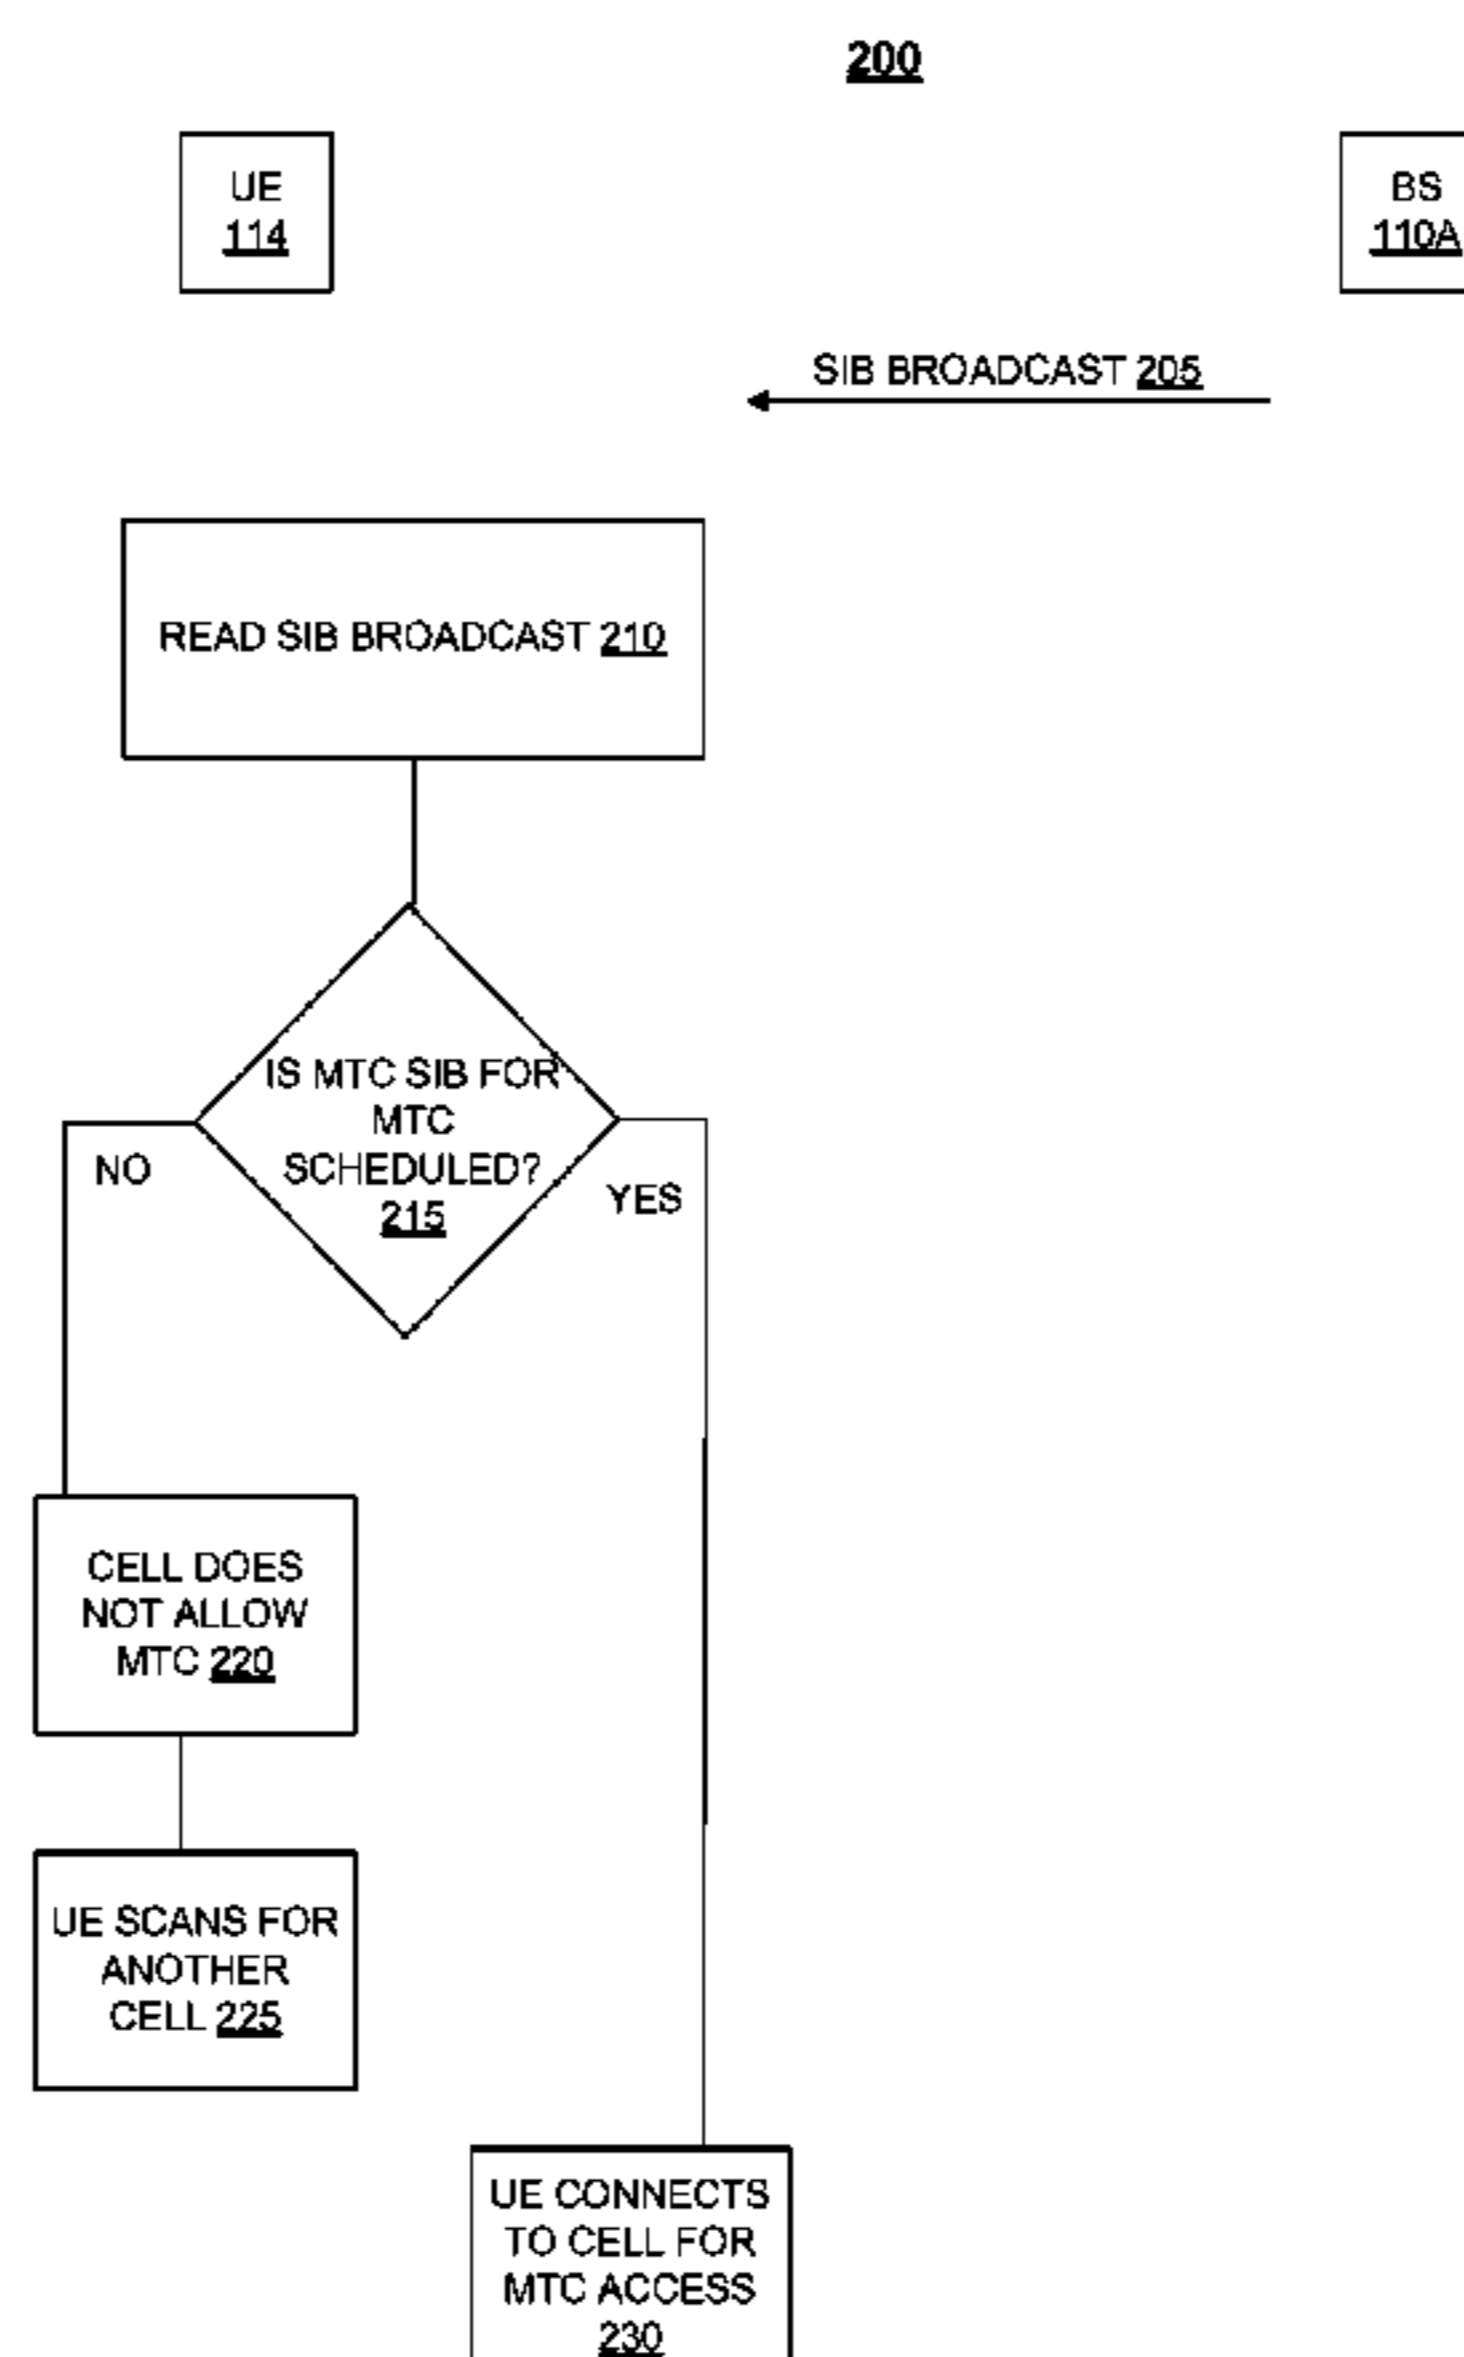 200
UE
114
BS
110A
SIB BROADCAST 205
READ SIB BROADCAST 210
IS MTC SIB FOR
MTC
SCHEDULED?
215
NO
YES
CELL DOES
NOT ALLOW
MTC 220
UE SCANS FOR
ANOTHER
CELL 225
UE CONNECTS
TO CELL FOR
MTC ACCESS
230